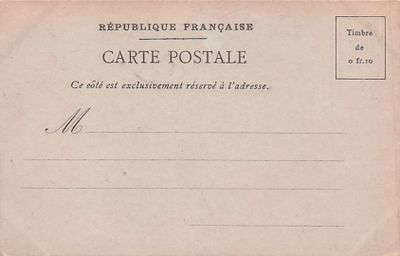 RÉPUBLIQUE FRANÇAISE
CARTE POSTALE
Ce côté est exclusivement réservé à l'adresse.
Timbre
de
0 fr.10
M